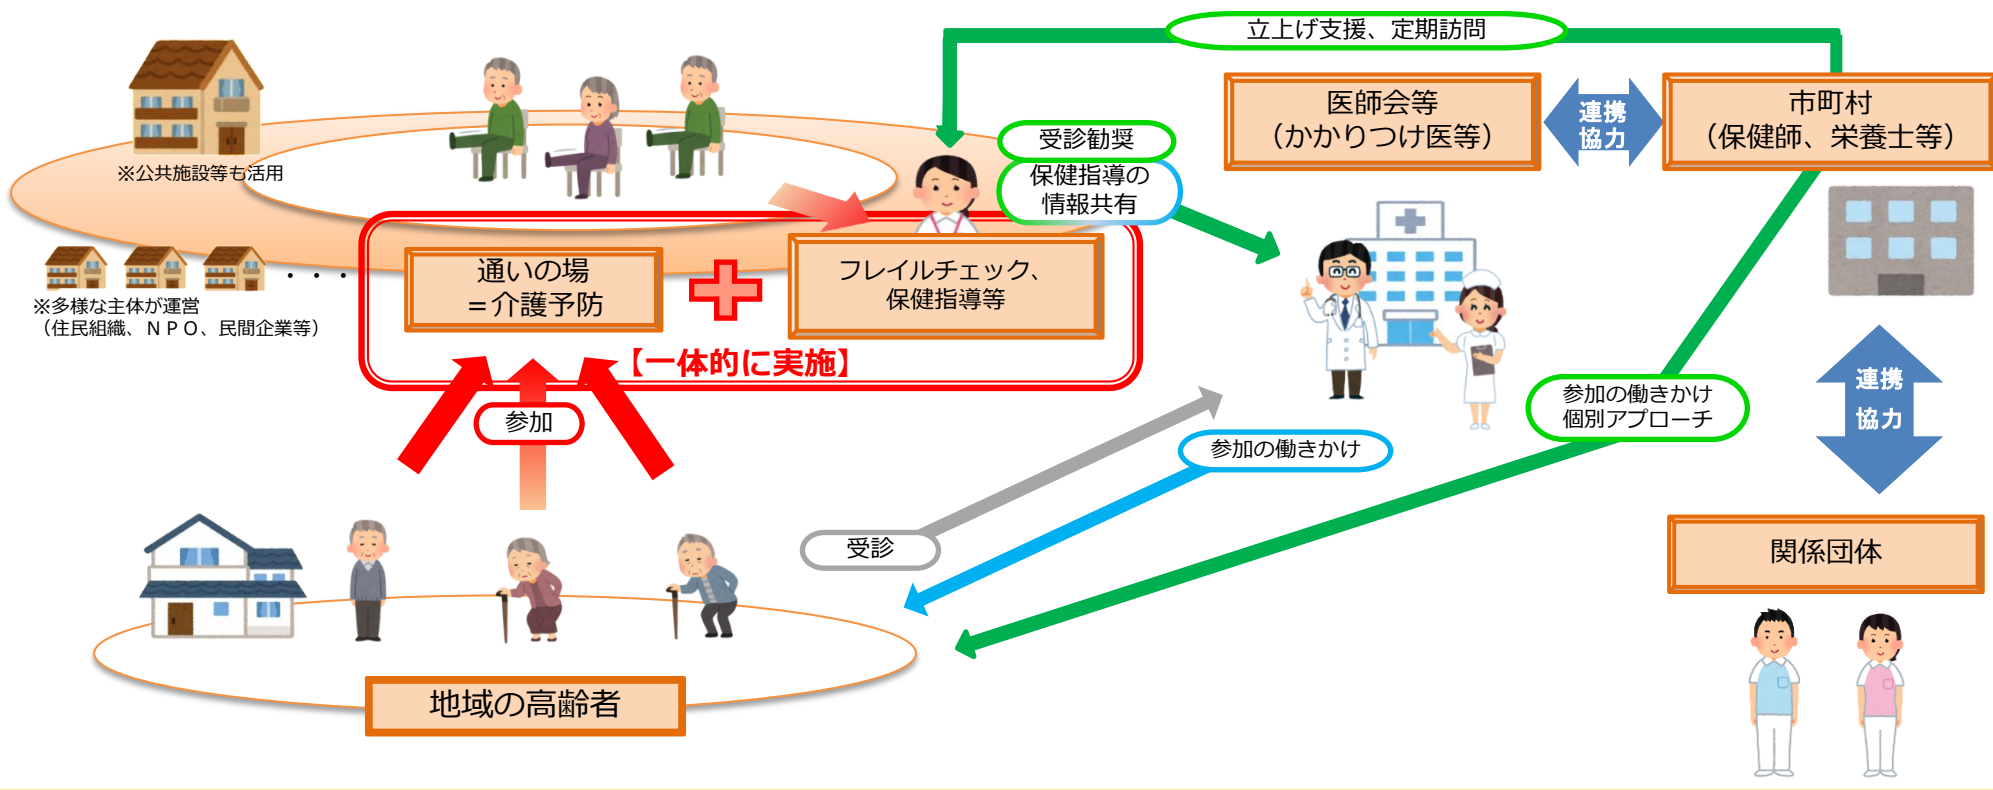 立上げ支援、定期訪問
医師会等
（かかりつけ医等）
連携
協力
市町村
（保健師、栄養士等）
受診勧奨
保健指導の
情報共有
※公共施設等も活用
・・・
※多様な主体が運営
（住民組織、ＮＰＯ、民間企業等）
通いの場
＝介護予防
フレイルチェック、
保健指導等
【一体的に実施】
参加
連携
協力
参加の働きかけ
個別アプローチ
参加の働きかけ
受診
関係団体
地域の高齢者